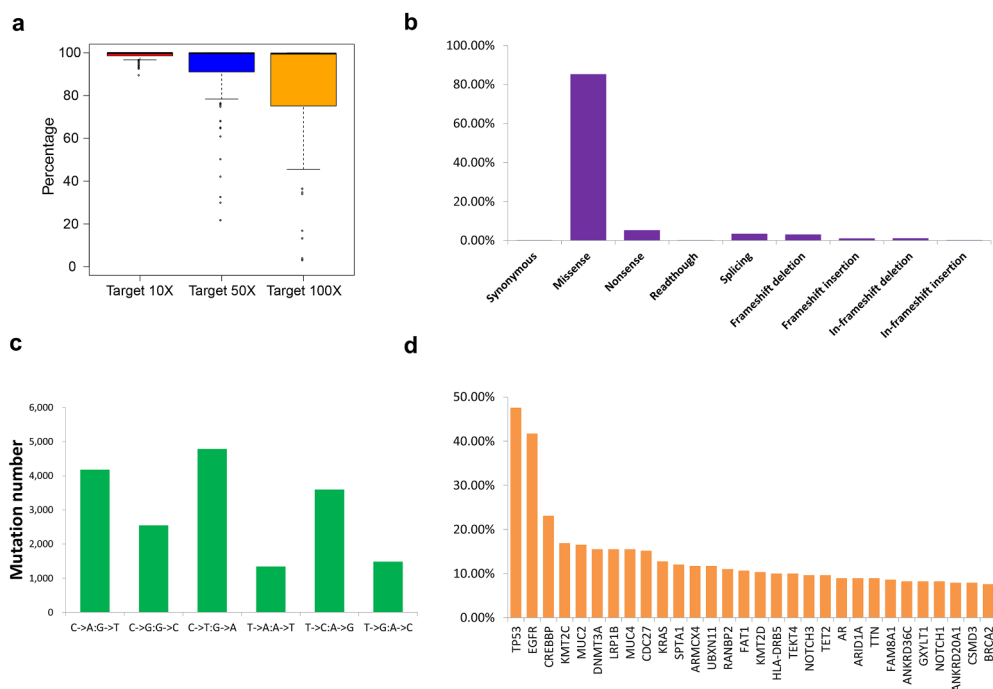 a
100
80
60
40
20
0
Percentage
Target 10X Target 50X Target 100X
b
100.00%
80.00%
60.00%
40.00%
20.00%
0.00%
Synonymous
Missense
Nonsense
Readthough
Splicing
Frameshift deletion
Frameshift insertion
In-frameshift deletion
In-frameshift insertion
c
6,000
5,000
4,000
3,000
2,000
1,000
0
Mutation number
C->A:G->T C->G:G->C C->T:G->A T->A:A->T T->C:A->G T->G:A->C
d
50.00%
40.00%
30.00%
20.00%
10.00%
0.00%
TP53
EGFR
CREBBP
KMT2C
MUC2
DNMT3A
LRP1B
MUC4
CDC27
KRAS
SPTA1
ARMCX4
UBXN11
RANBP2
FAT1
KMT2D
HLA-DRB5
TEKT4
NOTCH3
TET2
AR
ARID1A
TTN
FAM8A1
ANKRD36C
GXYLT1
NOTCH1
ANKRD20A1
CSMD3
BRCA2